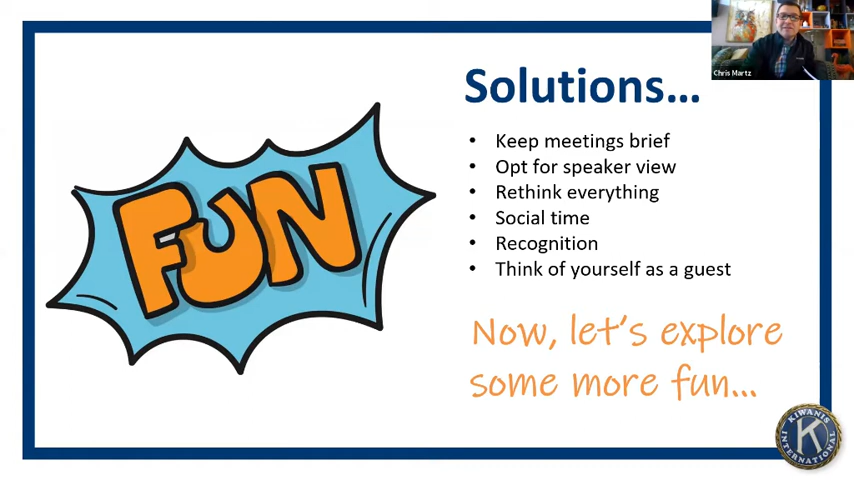 Chris Martz
Solutions...
• Keep meetings brief
• Opt for speaker view
• Rethink everything
• Social time
• Recognition
• Think of yourself as a guest
FUN
Now, let's explore
some more fun...
KIWANIS
K
INTERNATIONAL